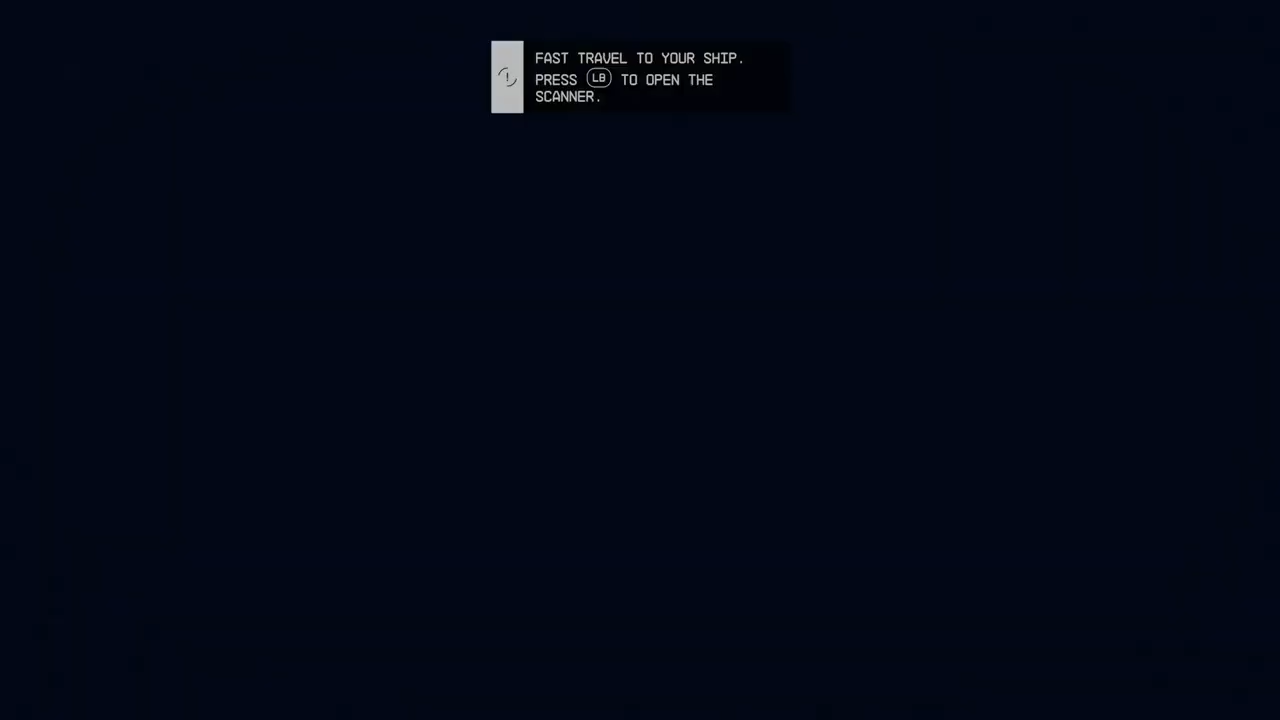 FAST TRAVEL TO YOUR SHIP.
PRESS LB TO OPEN THE
SCANNER.